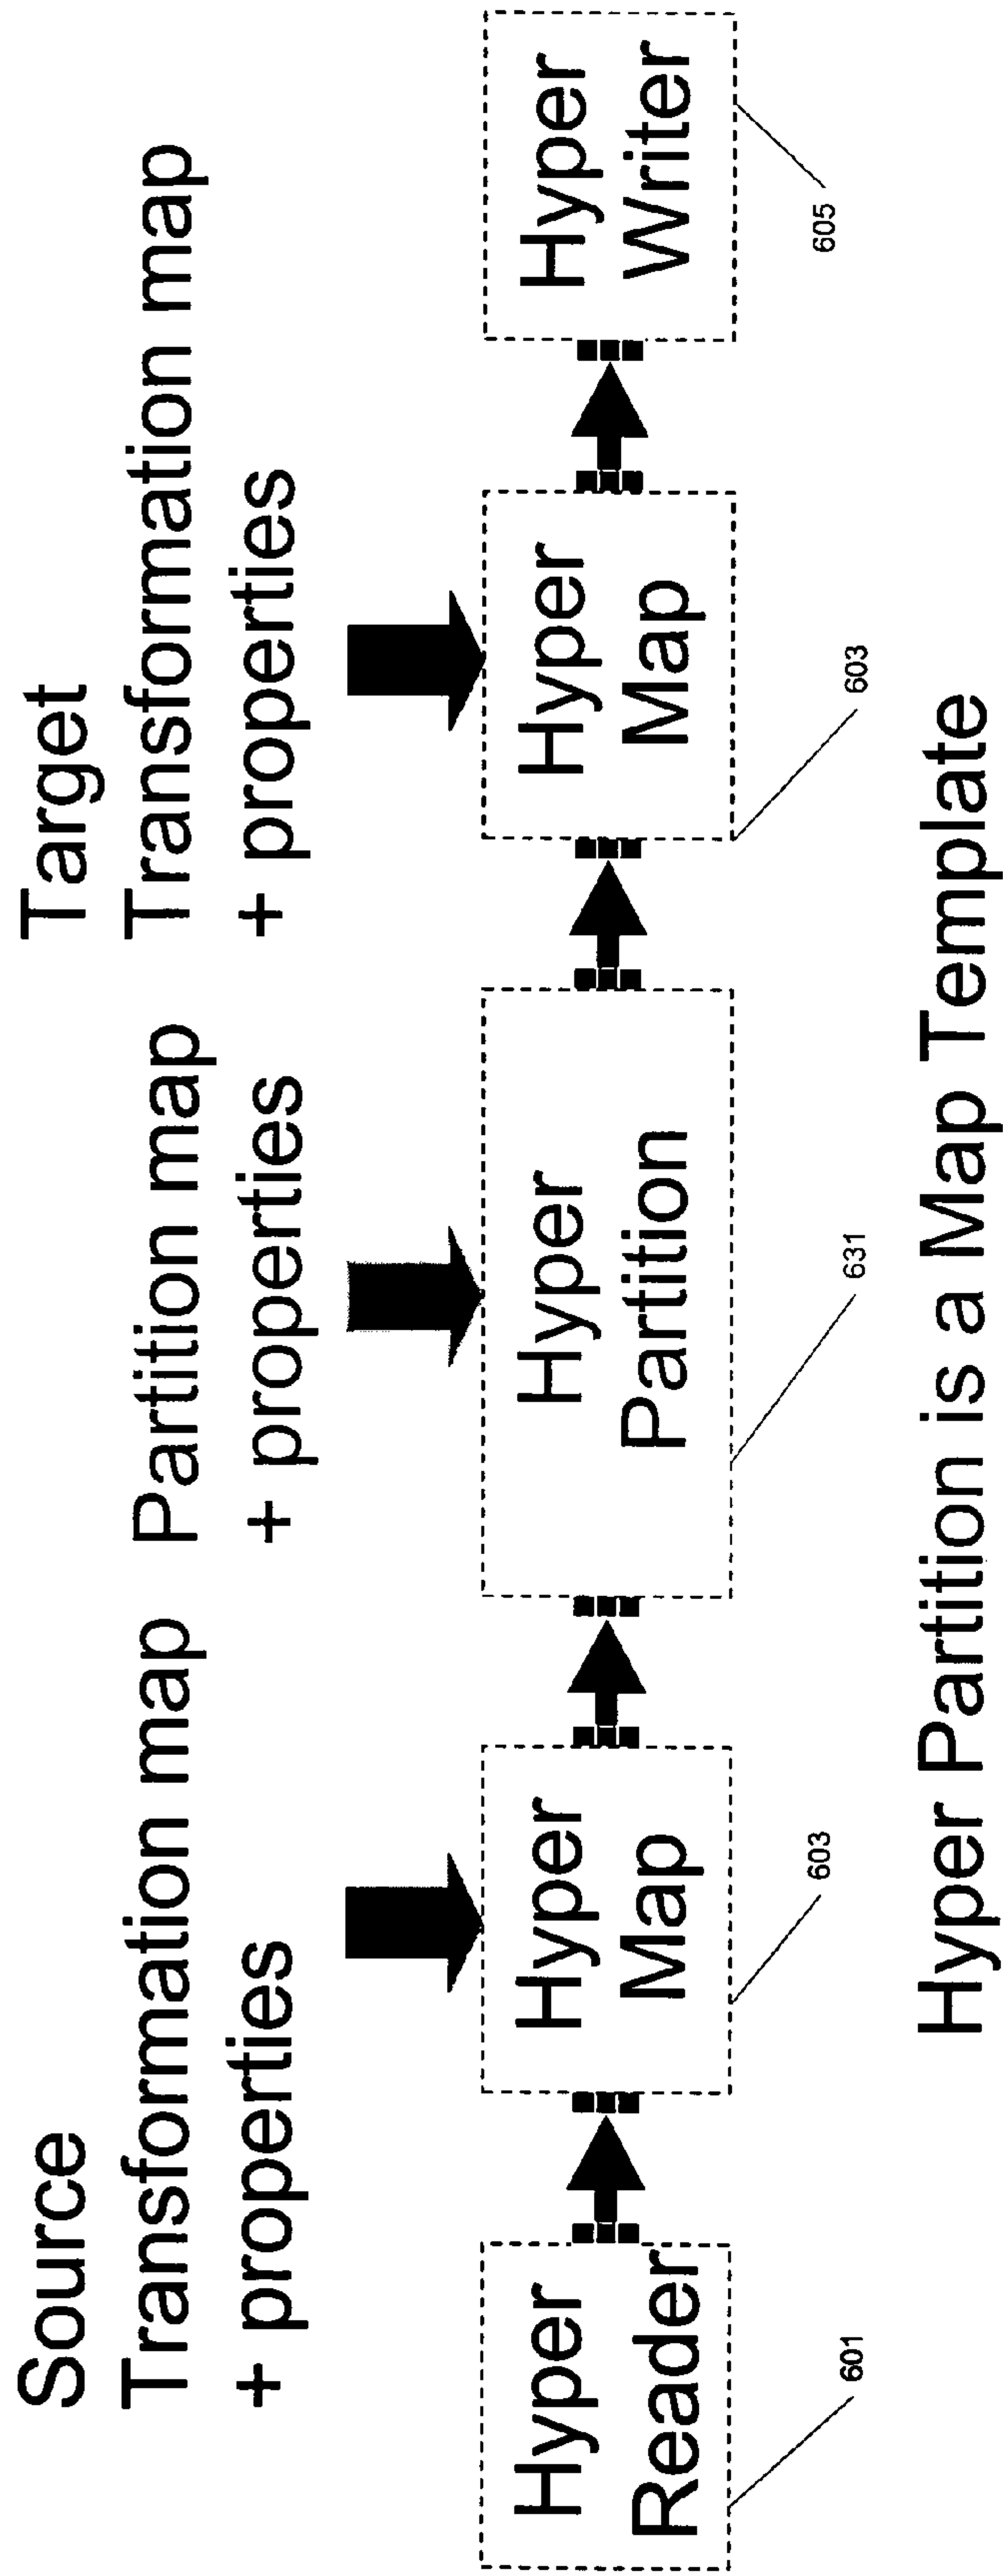 Source
Transformation map
+ properties
Partition map
+ properties
Target
Transformation map
+ properties
Hyper
Reader
Hyper
Map
Hyper
Partition
Hyper
Map
Hyper
Writer
601
603
631
603
605
Hyper Partition is a Map Template